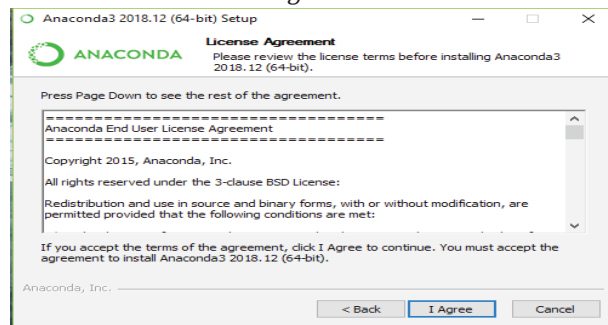 Anaconda3 2018.12 (64-bit) Setup
ANACONDA
License Agreement
Please review the license terms before installing Anaconda3
2018.12 (64-bit).
Press Page Down to see the rest of the agreement.
===================================
Anaconda End User License Agreement
===================================
Copyright 2015, Anaconda, Inc.
All rights reserved under the 3-clause BSD License:
Redistribution and use in source and binary forms, with or without modification, are
permitted provided that the following conditions are met:
If you accept the terms of the agreement, click I Agree to continue. You must accept the
agreement to install Anaconda3 2018.12 (64-bit).
Anaconda, Inc.
< Back
I Agree
Cancel